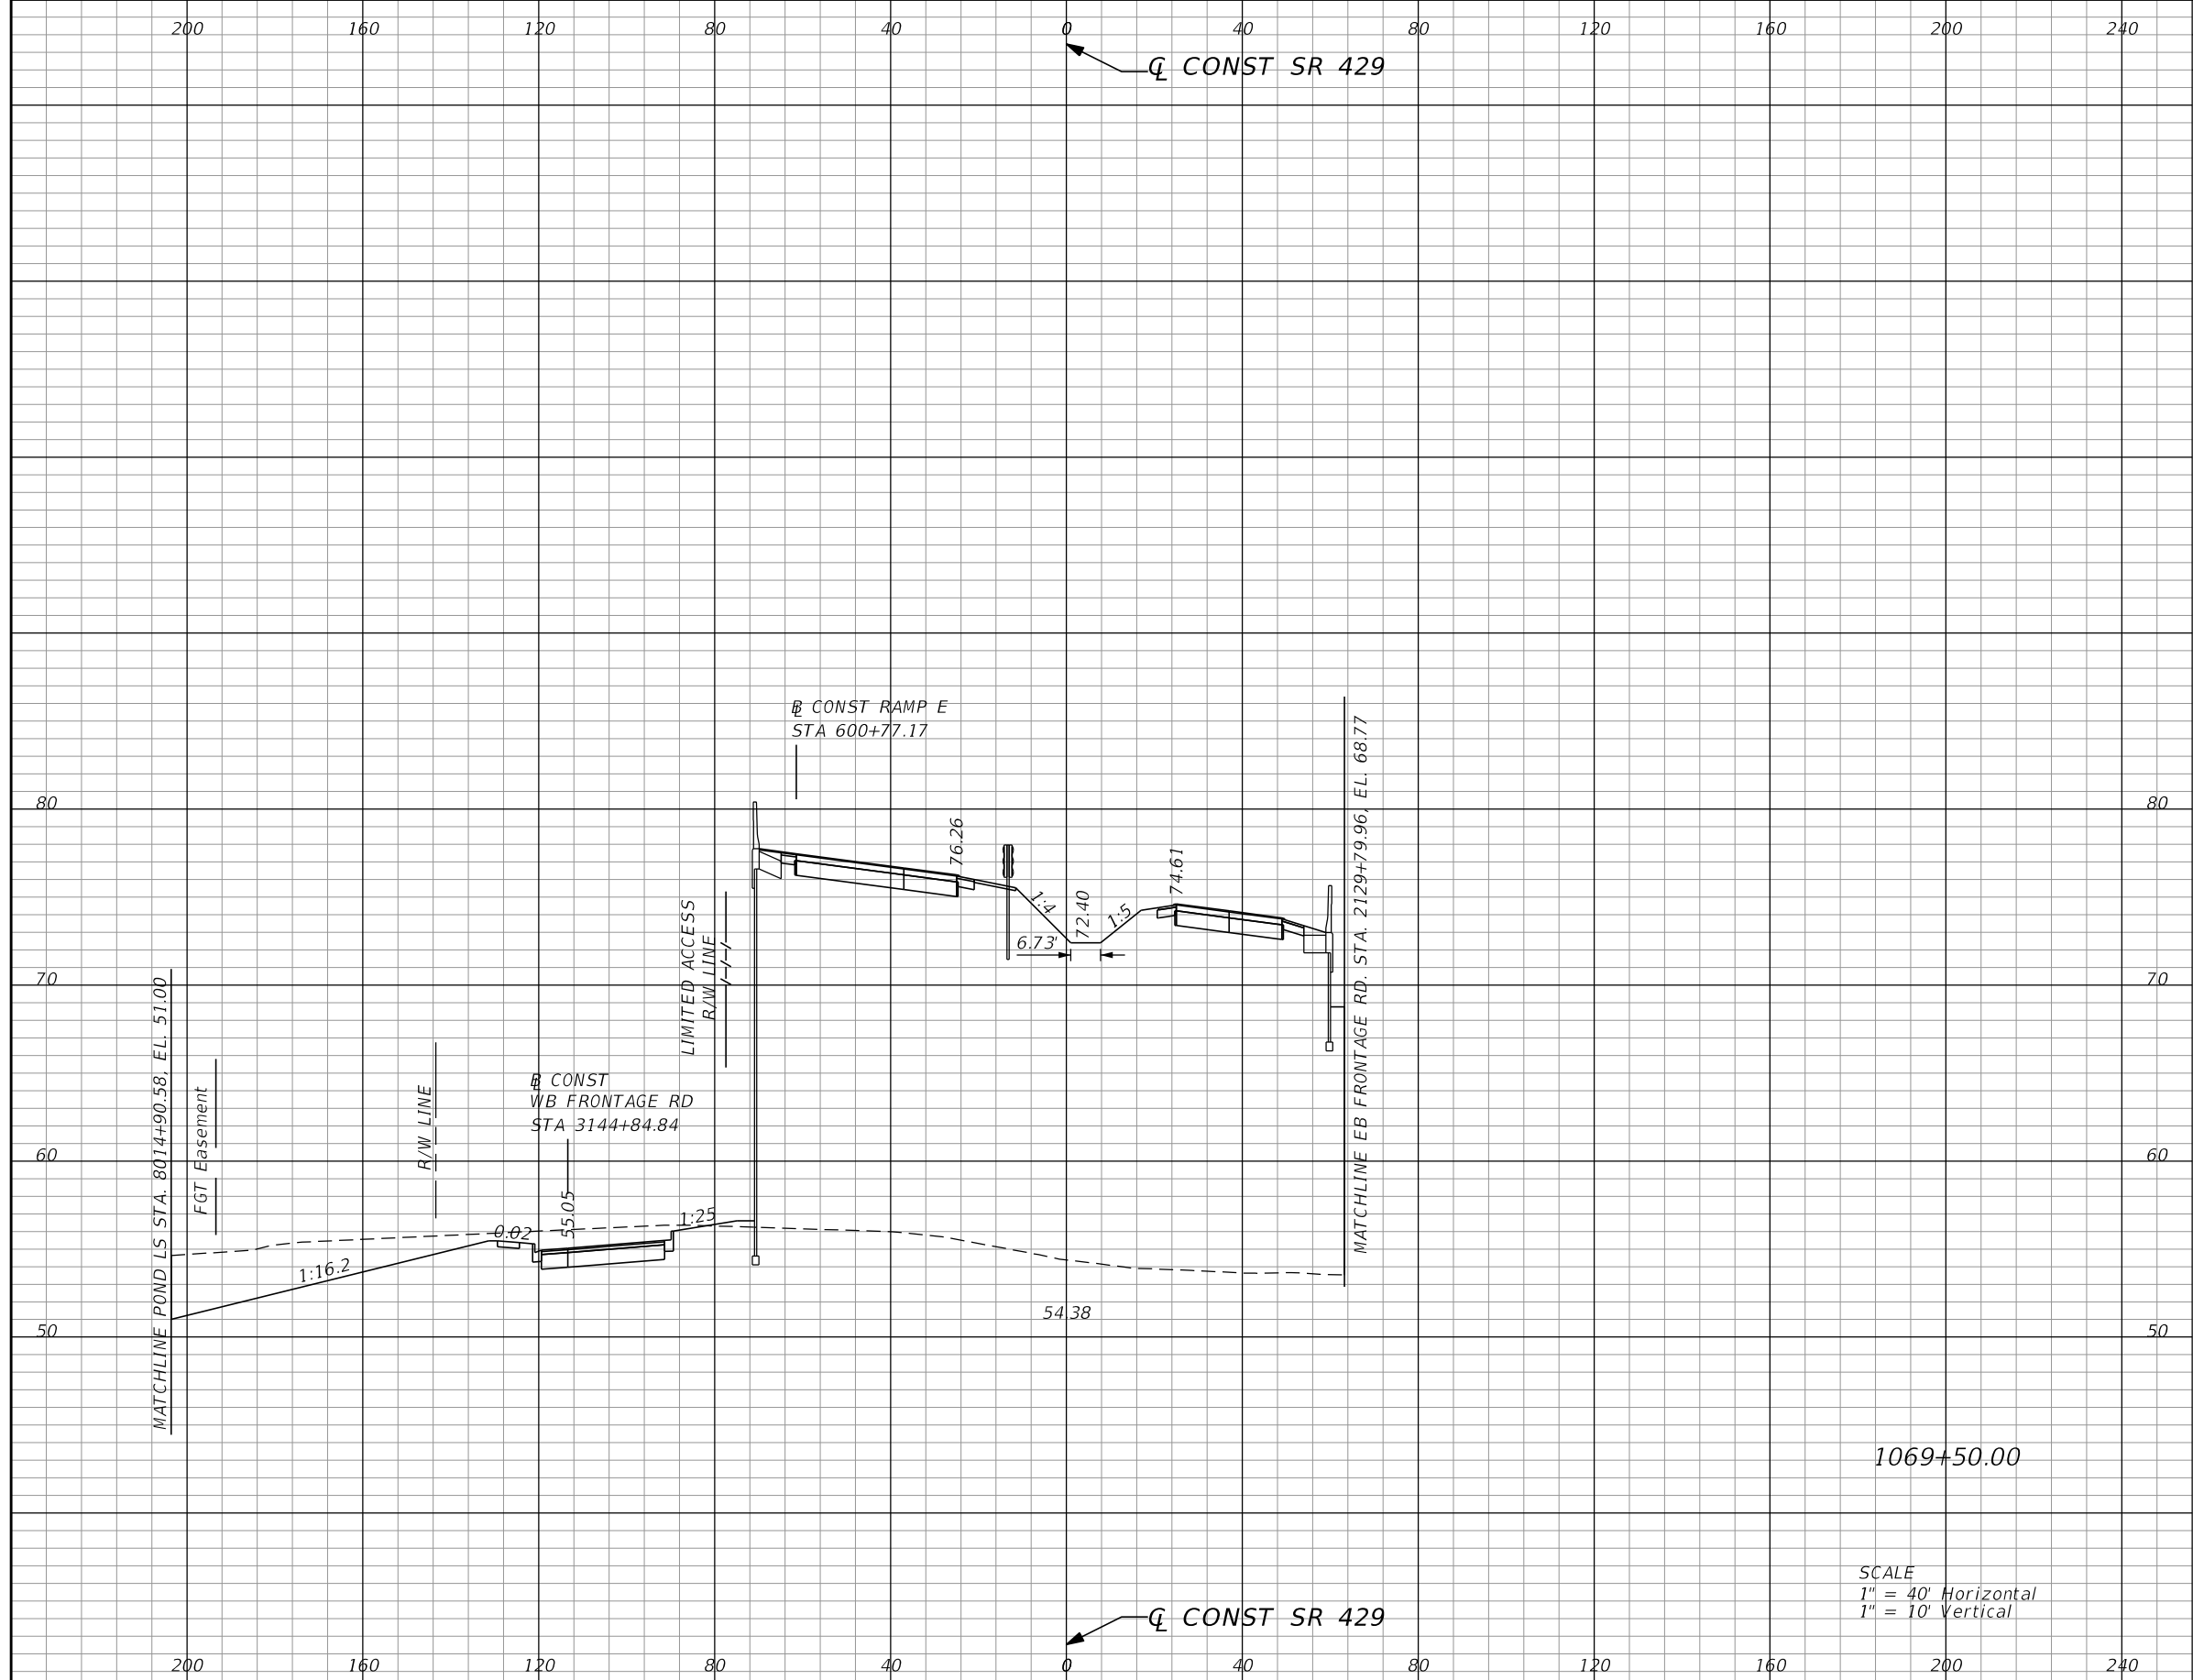 200 160 120 80 40 0 40 80 120 160 200 240
℄ CONST SR 429
℄ CONST RAMP E
STA 600+77.17
80 80
76.26
74.61
1:4
72.40
1:5
6.73'
LIMITED ACCESS
R/W LINE
70 70
MATCHLINE EB FRONTAGE RD. STA. 2129+79.96, EL. 68.77
MATCHLINE POND LS STA. 8014+90.58, EL. 51.00
FGT Easement
R/W LINE
℄ CONST
WB FRONTAGE RD
STA 3144+84.84
60 60
55.05
0.02
1:25
1:16.2
54.38
50 50
1069+50.00
SCALE
1" = 40' Horizontal
1" = 10' Vertical
℄ CONST SR 429
200 160 120 80 40 0 40 80 120 160 200 240